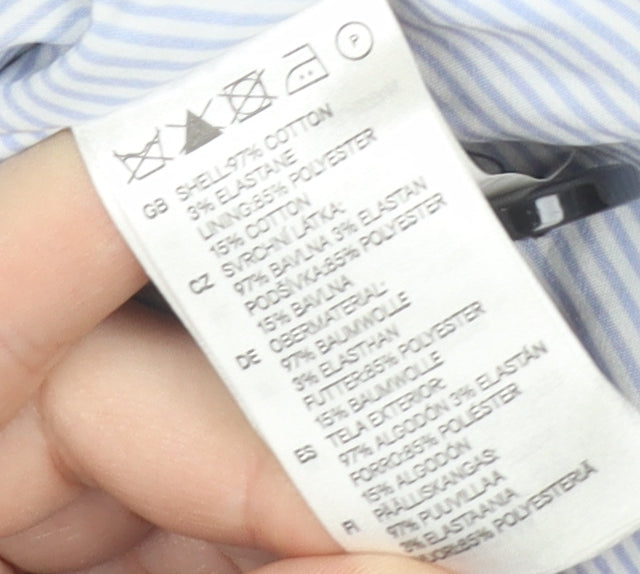 P
GB SHELL:97% COTTON
3% ELASTANE
LINING:85% POLYESTER
15% COTTON
CZ SVRCHNÍ LÁTKA:
97% BAVLNA 3% ELASTAN
PODŠÍVKA:85% POLYESTER
15% BAVLNA
DE OBERMATERIAL:
97% BAUMWOLLE
3% ELASTHAN
FUTTER:85% POLYESTER
15% BAUMWOLLE
ES TELA EXTERIOR:
97% ALGODÓN 3% ELASTÁN
FORRO:85% POLIÉSTER
15% ALGODÓN
FI PÄÄLLISKANGAS:
97% PUUVILLAA
3% ELASTAANIA
VUORI:85% POLYESTERIÄ